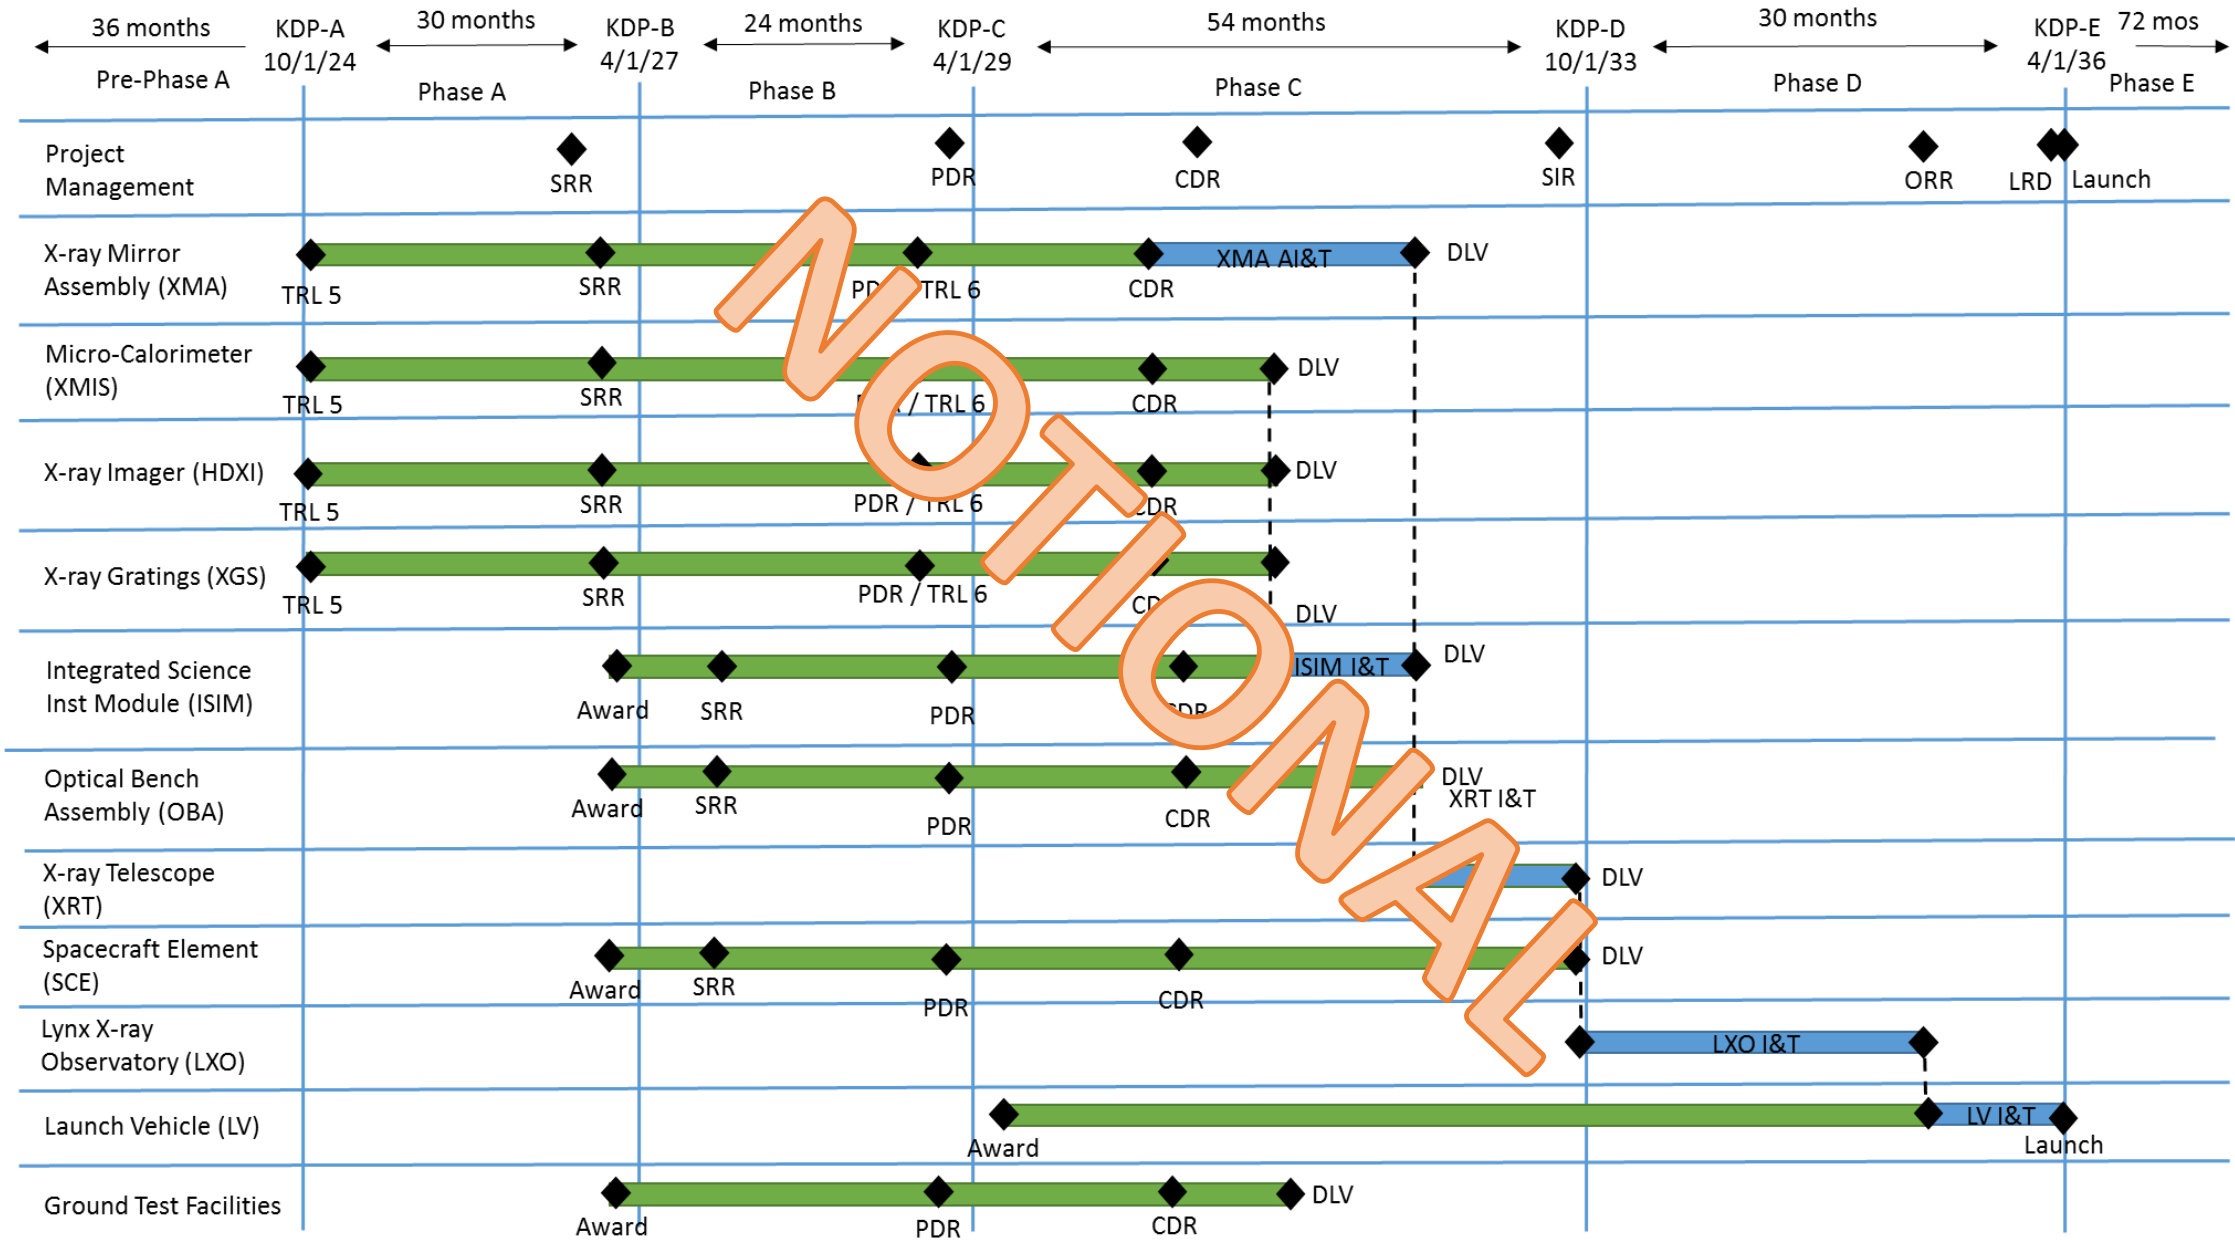 36 months
KDP-A
10/1/24
30 months
KDP-B
4/1/27
24 months
KDP-C
4/1/29
54 months
KDP-D
10/1/33
30 months
KDP-E
4/1/36
72 mos
Pre-Phase A
Phase A
Phase B
Phase C
Phase D
Phase E
Project
Management
SRR
PDR
CDR
SIR
ORR
LRD
Launch
X-ray Mirror
Assembly (XMA)
TRL 5
SRR
TRL 6
CDR
XMA AI&T
DLV
Micro-Calorimeter
(XMIS)
TRL 5
SRR
/ TRL 6
CDR
DLV
X-ray Imager (HDXI)
TRL 5
SRR
PDR / TRL 6
CDR
DLV
X-ray Gratings (XGS)
TRL 5
SRR
PDR / TRL 6
DLV
Integrated Science
Inst Module (ISIM)
Award
SRR
PDR
CDR
ISIM I&T
DLV
Optical Bench
Assembly (OBA)
Award
SRR
PDR
CDR
DLV
XRT I&T
X-ray Telescope
(XRT)
DLV
Spacecraft Element
(SCE)
Award
SRR
PDR
CDR
DLV
Lynx X-ray
Observatory (LXO)
LXO I&T
Launch Vehicle (LV)
Award
LV I&T
Launch
Ground Test Facilities
Award
PDR
CDR
DLV
NOTIONAL